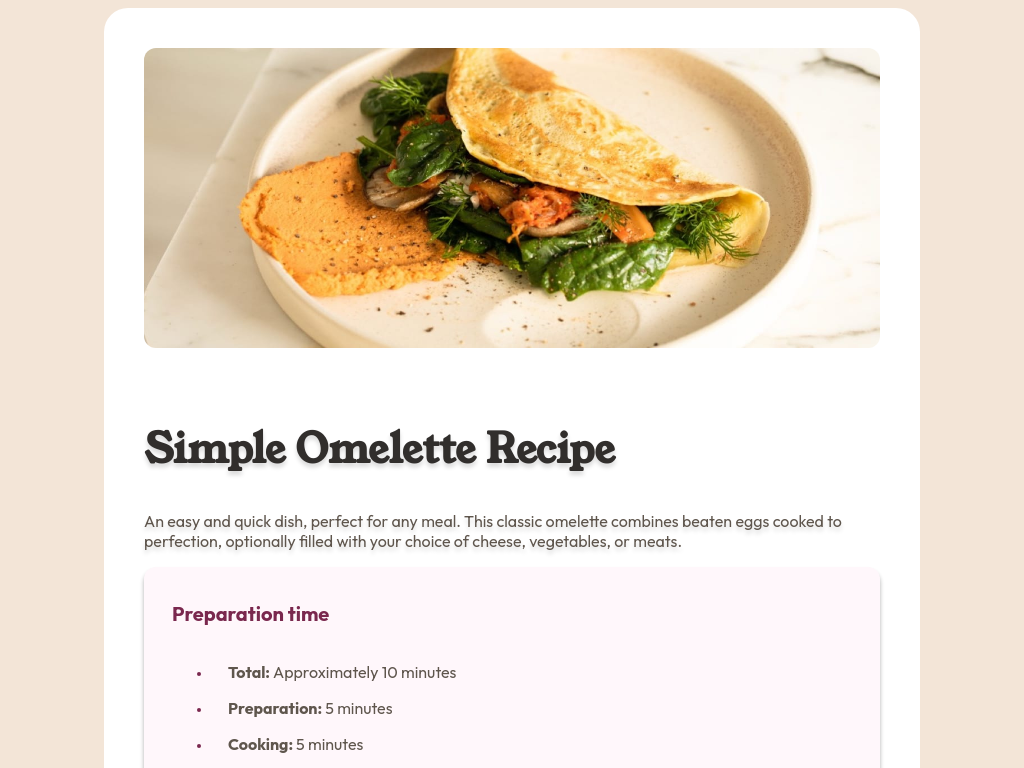 Simple Omelette Recipe
An easy and quick dish, perfect for any meal. This classic omelette combines beaten eggs cooked to
perfection, optionally filled with your choice of cheese, vegetables, or meats.
Preparation time
• Total: Approximately 10 minutes
• Preparation: 5 minutes
• Cooking: 5 minutes